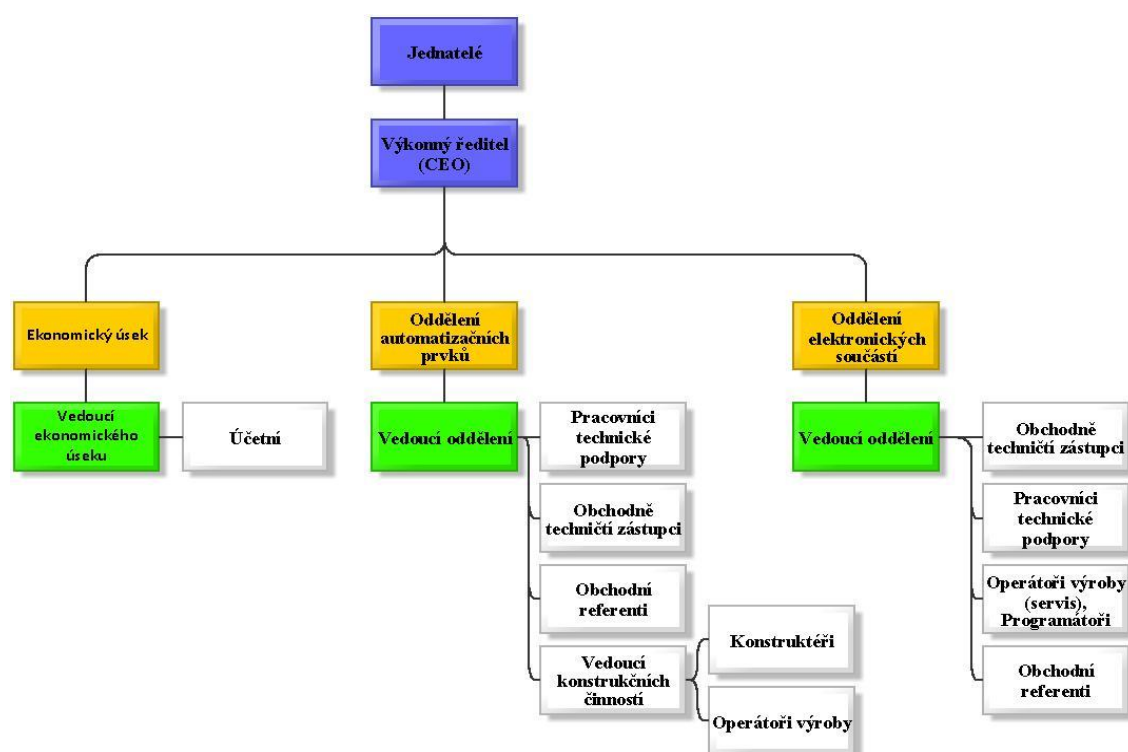 Jednatelé
Výkonný ředitel
(CEO)
Ekonomický úsek
Oddělení
automatizačních
prvků
Oddělení
elektronických
součástí
Vedoucí
ekonomického
úseku
Účetní
Vedoucí oddělení
Pracovníci
technické
podpory
Obchodně
techničtí zástupci
Obchodní
referenti
Vedoucí
konstrukčních
činností
Konstruktéři
Operátoři výroby
Vedoucí oddělení
Obchodně
techničtí zástupci
Pracovníci
technické
podpory
Operátoři výroby
(servis),
Programátoři
Obchodní
referenti